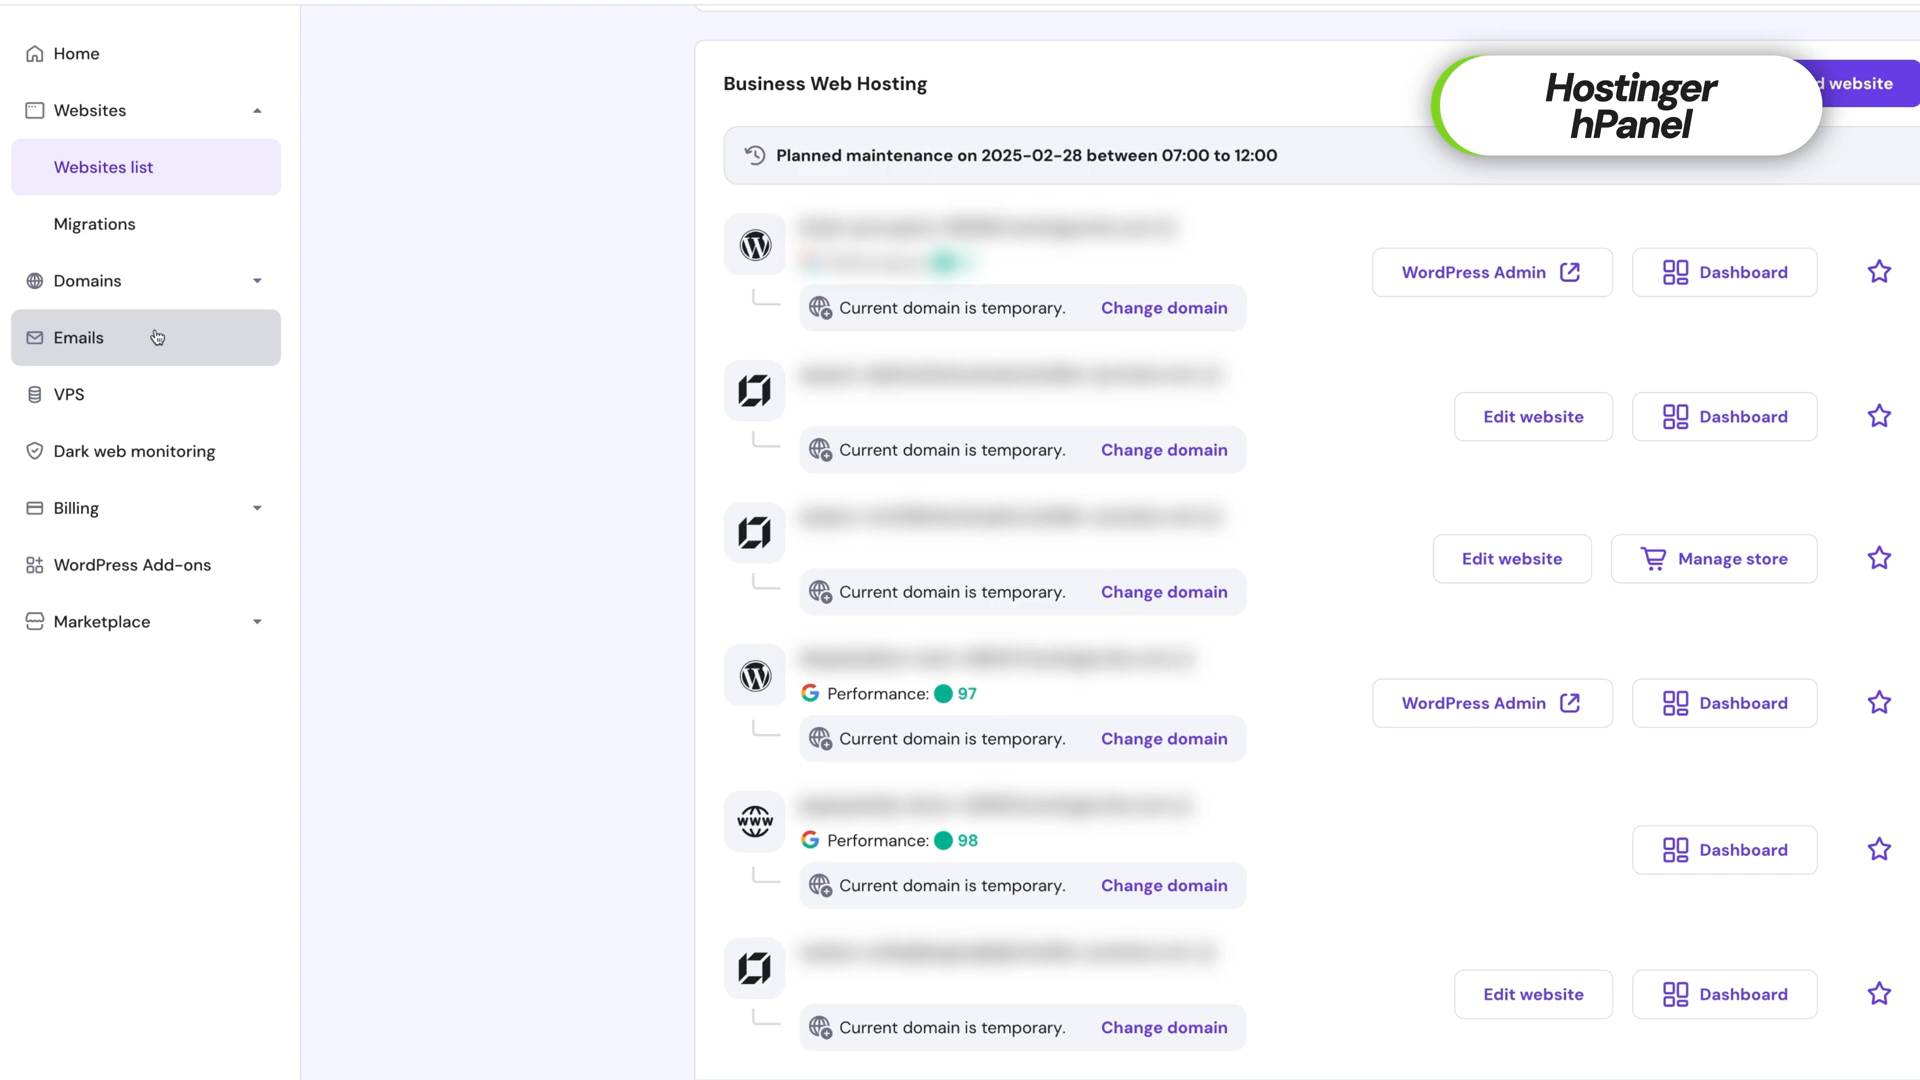 Home
Websites
Websites list
Migrations
Domains
Emails
VPS
Dark web monitoring
Billing
WordPress Add-ons
Marketplace
Business Web Hosting
Hostinger
hPanel
website
Planned maintenance on 2025-02-28 between 07:00 to 12:00
WordPress Admin
Dashboard
Current domain is temporary. Change domain
Edit website
Dashboard
Current domain is temporary. Change domain
Edit website
Manage store
Current domain is temporary. Change domain
Performance: 97
WordPress Admin
Dashboard
Current domain is temporary. Change domain
WWW
Performance: 98
Dashboard
Current domain is temporary. Change domain
Edit website
Dashboard
Current domain is temporary. Change domain